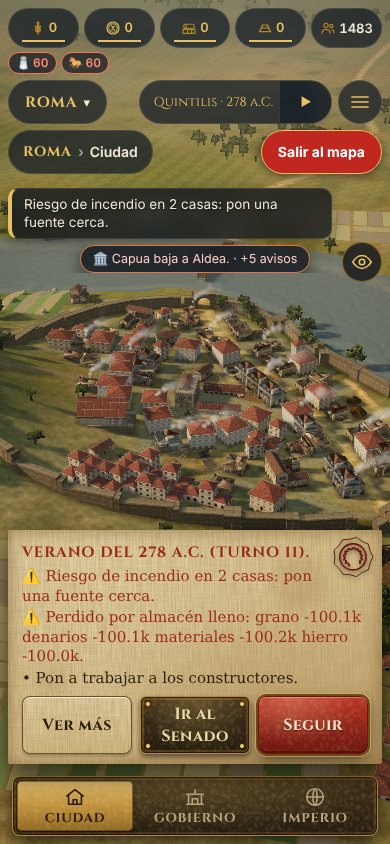 0 0 0 0 1483
60 60
ROMA ▾ QUINTILIS · 278 A.C.
ROMA › Ciudad Salir al mapa
Riesgo de incendio en 2 casas: pon una
fuente cerca.
🏛️ Capua baja a Aldea. · +5 avisos
VERANO DEL 278 A.C. (TURNO 11).
⚠️ Riesgo de incendio en 2 casas: pon
una fuente cerca.
⚠️ Perdido por almacén lleno: grano -100.1k
denarios -100.1k materiales -100.2k hierro
-100.0k.
• Pon a trabajar a los constructores.
VER MÁS
IR AL
SENADO
SEGUIR
CIUDAD GOBIERNO IMPERIO